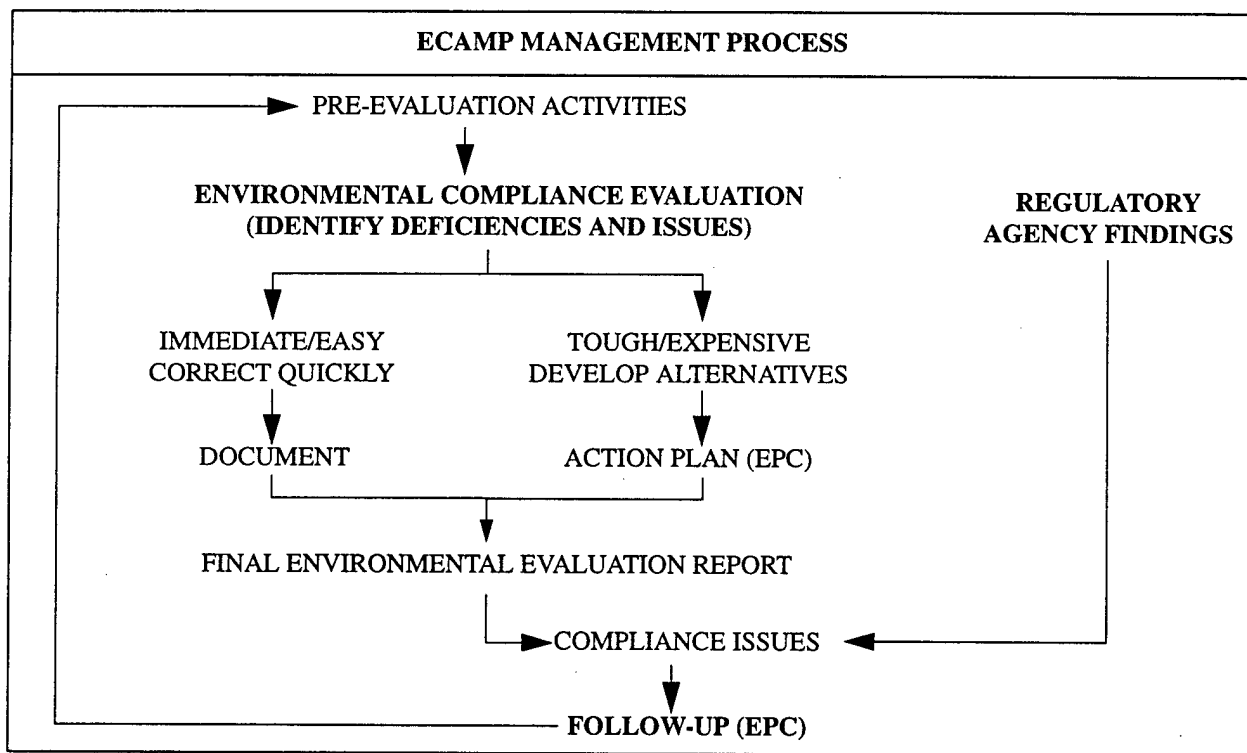 ECAMP MANAGEMENT PROCESS
PRE-EVALUATION ACTIVITIES
ENVIRONMENTAL COMPLIANCE EVALUATION
(IDENTIFY DEFICIENCIES AND ISSUES)
REGULATORY
AGENCY FINDINGS
IMMEDIATE/EASY
CORRECT QUICKLY
TOUGH/EXPENSIVE
DEVELOP ALTERNATIVES
DOCUMENT
ACTION PLAN (EPC)
FINAL ENVIRONMENTAL EVALUATION REPORT
COMPLIANCE ISSUES
FOLLOW-UP (EPC)